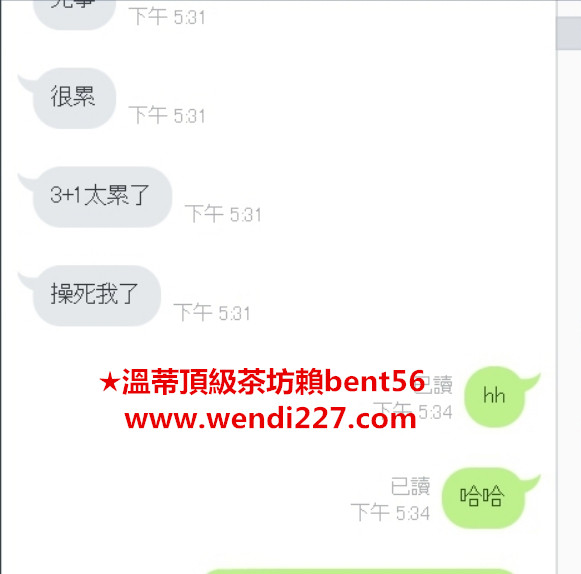 下午 5:31
很累
下午 5:31
3+1太累了
下午 5:31
操死我了
下午 5:31
★溫蒂頂級茶坊賴bent56
已讀
hh
www.wendi227.com
下午 5:34
已讀
哈哈
下午 5:34